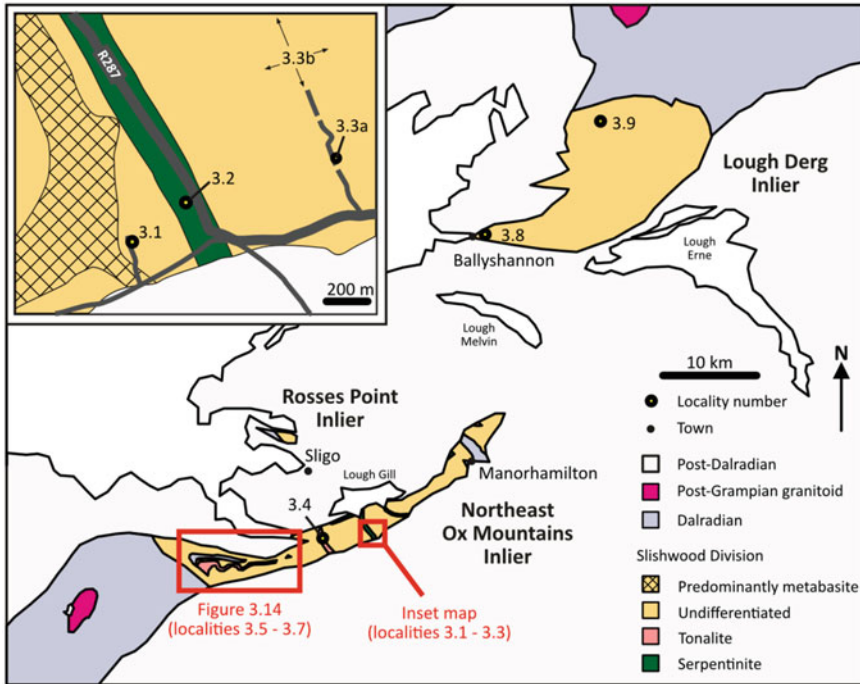 R287
3.3b
3.3a
3.2
3.1
200 m
3.9
Lough Derg
Inlier
3.8
Ballyshannon
Lough
Erne
Lough
Melvin
N
10 km
Rosses Point
Inlier
Sligo
Lough Gill
Manorhamilton
3.4
Northeast
Ox Mountains
Inlier
Figure 3.14
(localities 3.5 - 3.7)
Inset map
(localities 3.1 - 3.3)
Locality number
Town
Post-Dalradian
Post-Grampian granitoid
Dalradian
Slishwood Division
Predominantly metabasite
Undifferentiated
Tonalite
Serpentinite